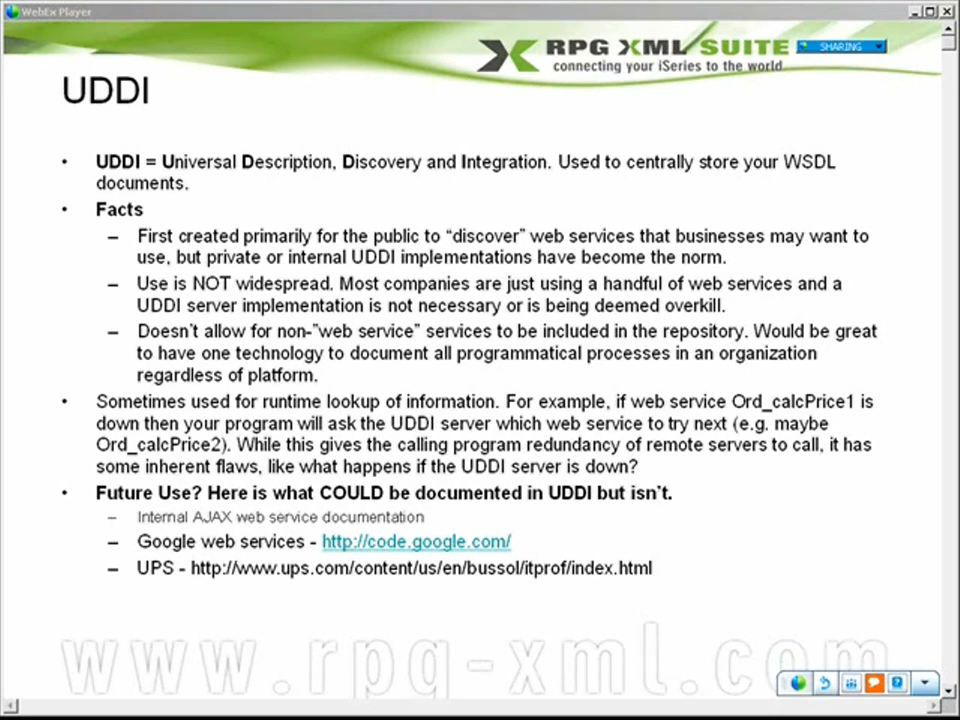 WebEx Player
RPG XML SUITE
SHARING
connecting your iSeries to the world
UDDI
• UDDI = Universal Description, Discovery and Integration. Used to centrally store your WSDL
documents.
• Facts
– First created primarily for the public to “discover” web services that businesses may want to
use, but private or internal UDDI implementations have become the norm.
– Use is NOT widespread. Most companies are just using a handful of web services and a
UDDI server implementation is not necessary or is being deemed overkill.
– Doesn't allow for non-"web service" services to be included in the repository. Would be great
to have one technology to document all programmatical processes in an organization
regardless of platform.
• Sometimes used for runtime lookup of information. For example, if web service Ord_calcPrice1 is
down then your program will ask the UDDI server which web service to try next (e.g. maybe
Ord_calcPrice2). While this gives the calling program redundancy of remote servers to call, it has
some inherent flaws, like what happens if the UDDI server is down?
• Future Use? Here is what COULD be documented in UDDI but isn't.
– Internal AJAX web service documentation
– Google web services - http://code.google.com/
– UPS - http://www.ups.com/content/us/en/bussol/itprof/index.html
www.rpg-xml.com